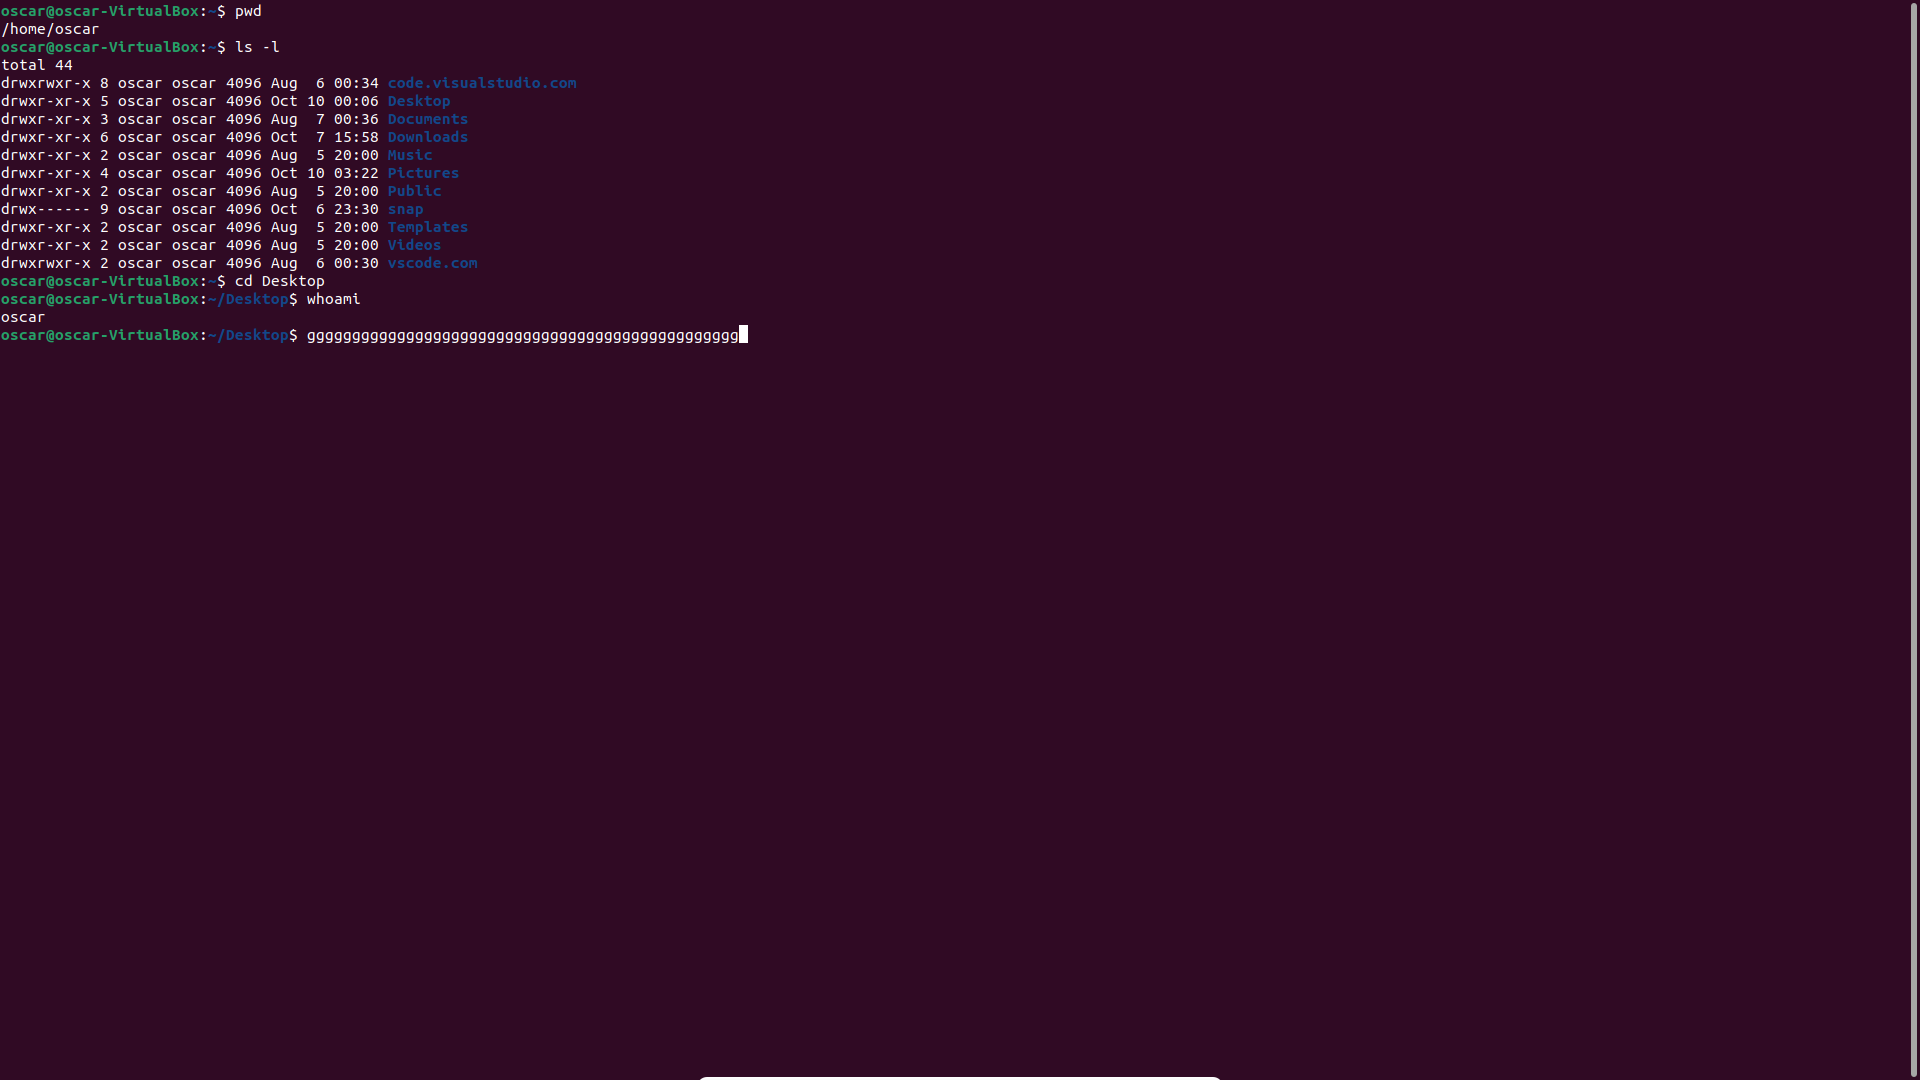 oscar@oscar-VirtualBox:~$ pwd
/home/oscar
oscar@oscar-VirtualBox:~$ ls -l
total 44
drwxrwxr-x 8 oscar oscar 4096 Aug  6 00:34 code.visualstudio.com
drwxr-xr-x 5 oscar oscar 4096 Oct 10 00:06 Desktop
drwxr-xr-x 3 oscar oscar 4096 Aug  7 00:36 Documents
drwxr-xr-x 6 oscar oscar 4096 Oct  7 15:58 Downloads
drwxr-xr-x 2 oscar oscar 4096 Aug  5 20:00 Music
drwxr-xr-x 4 oscar oscar 4096 Oct 10 03:22 Pictures
drwxr-xr-x 2 oscar oscar 4096 Aug  5 20:00 Public
drwx------ 9 oscar oscar 4096 Oct  6 23:30 snap
drwxr-xr-x 2 oscar oscar 4096 Aug  5 20:00 Templates
drwxr-xr-x 2 oscar oscar 4096 Aug  5 20:00 Videos
drwxrwxr-x 2 oscar oscar 4096 Aug  6 00:30 vscode.com
oscar@oscar-VirtualBox:~$ cd Desktop
oscar@oscar-VirtualBox:~/Desktop$ whoami
oscar
oscar@oscar-VirtualBox:~/Desktop$ gggggggggggggggggggggggggggggggggggggggggggggggg